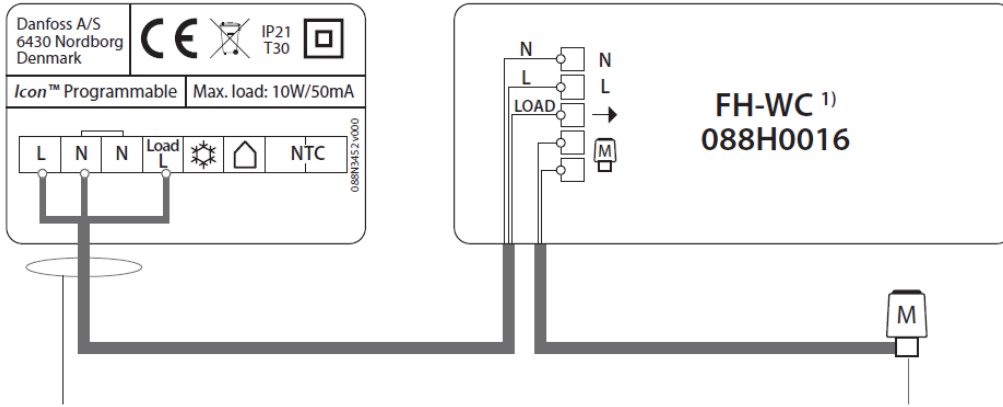 Danfoss A/S
6430 Nordborg
Denmark
CE
IP21
T30
Icon™ Programmable
Max. load: 10W/50mA
L N N Load L NTC
088N3452 v000
N N
L L
LOAD
M
FH-WC 1)
088H0016
M